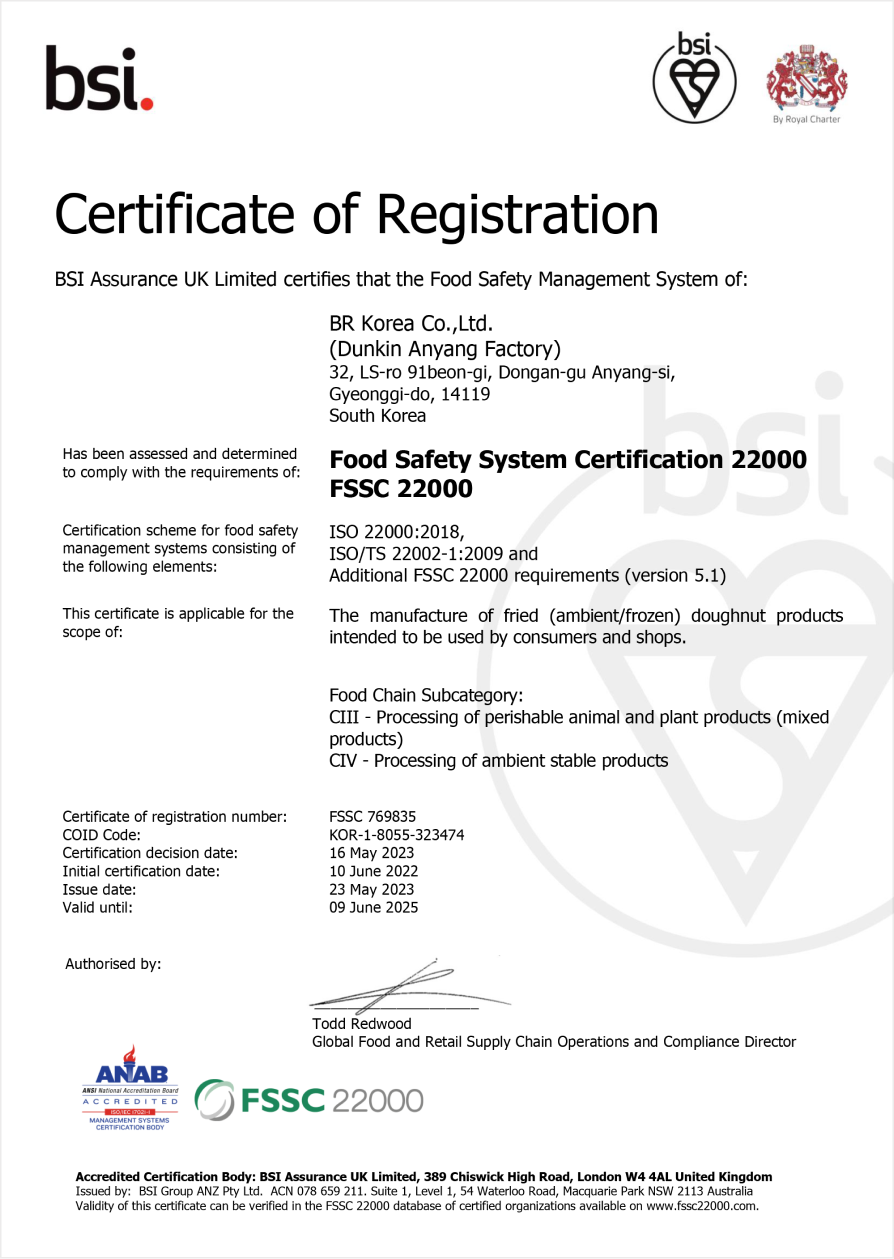 bsi.
bsi
By Royal Charter
Certificate of Registration
BSI Assurance UK Limited certifies that the Food Safety Management System of:
BR Korea Co.,Ltd.
(Dunkin Anyang Factory)
32, LS-ro 91beon-gi, Dongan-gu Anyang-si,
Gyeonggi-do, 14119
South Korea
Has been assessed and determined
to comply with the requirements of:
Food Safety System Certification 22000
FSSC 22000
Certification scheme for food safety
management systems consisting of
the following elements:
ISO 22000:2018,
ISO/TS 22002-1:2009 and
Additional FSSC 22000 requirements (version 5.1)
This certificate is applicable for the
scope of:
The manufacture of fried (ambient/frozen) doughnut products
intended to be used by consumers and shops.
Food Chain Subcategory:
CIII - Processing of perishable animal and plant products (mixed
products)
CIV - Processing of ambient stable products
bsi
Certificate of registration number: FSSC 769835
COID Code: KOR-1-8055-323474
Certification decision date: 16 May 2023
Initial certification date: 10 June 2022
Issue date: 23 May 2023
Valid until: 09 June 2025
Authorised by:
Todd Redwood
Global Food and Retail Supply Chain Operations and Compliance Director
ANAB
ANSI National Accreditation Board
ACCREDITED
ISO/IEC 17021-1
MANAGEMENT SYSTEMS
CERTIFICATION BODY
FSSC 22000
Accredited Certification Body: BSI Assurance UK Limited, 389 Chiswick High Road, London W4 4AL United Kingdom
Issued by: BSI Group ANZ Pty Ltd. ACN 078 659 211. Suite 1, Level 1, 54 Waterloo Road, Macquarie Park NSW 2113 Australia
Validity of this certificate can be verified in the FSSC 22000 database of certified organizations available on www.fssc22000.com.